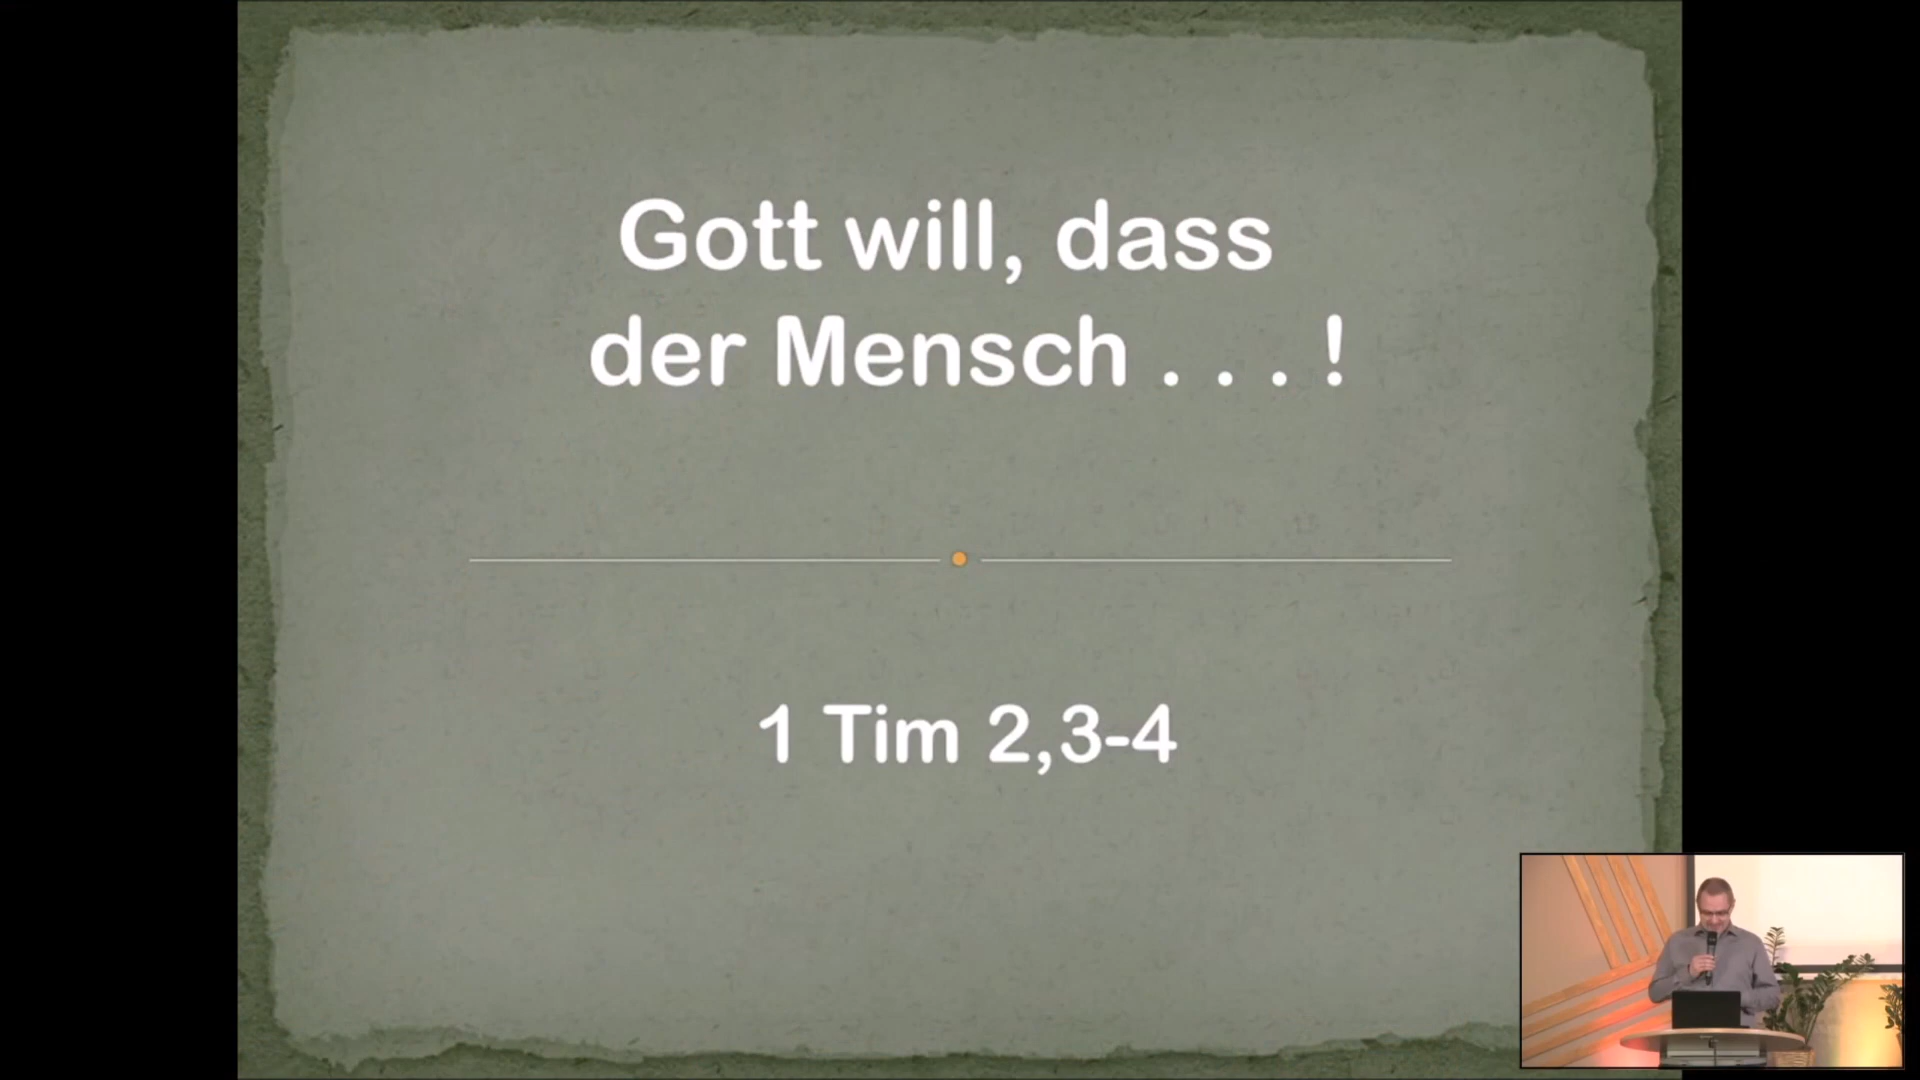 Gott will, dass
der Mensch . . . !
1 Tim 2,3-4